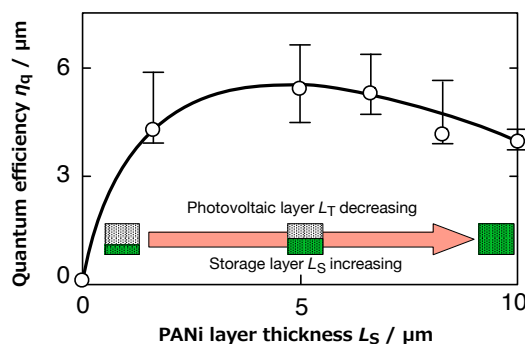 Quantum efficiency ηq / μm
6
3
0
Photovoltaic layer LT decreasing
Storage layer LS increasing
0
5
10
PANi layer thickness LS / μm